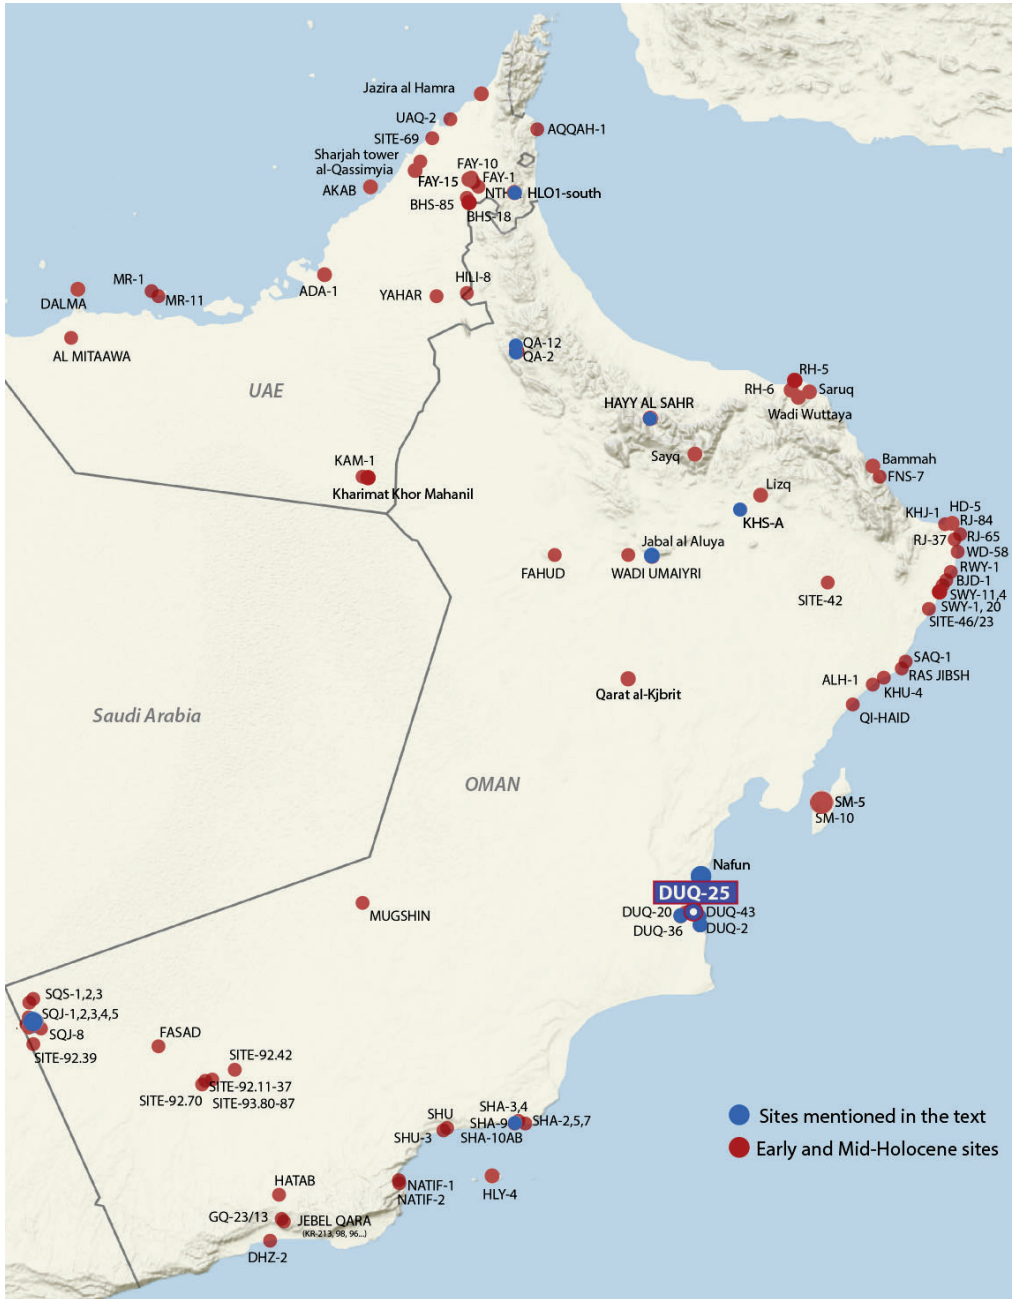 Jazira al Hamra
UAQ-2
AQQAH-1
SITE-69
Sharjah tower
al-Qassimyia
FAY-10
FAY-15
FAY-1
AKAB
NTH
HLO1-south
BHS-85
BHS-18
MR-1
DALMA
MR-11
ADA-1
YAHAR
HILI-8
AL MITAAWA
QA-12
QA-2
UAE
RH-5
RH-6
Saruq
HAYY AL SAHR
Wadi Wuttaya
Sayq
KAM-1
Bammah
FNS-7
Kharimat Khor Mahanil
Lizq
KHS-A
KHJ-1
HD-5
RJ-84
RJ-37
RJ-65
WD-58
Jabal al Aluya
FAHUD
WADI UMAIYRI
RWY-1
BJD-1
SITE-42
SWY-11,4
SWY-1, 20
SITE-46/23
SAQ-1
RAS JIBSH
ALH-1
KHU-4
Qarat al-Kjbrit
QI-HAID
Saudi Arabia
OMAN
SM-5
SM-10
Nafun
DUQ-25
MUGSHIN
DUQ-20
DUQ-43
DUQ-36
DUQ-2
SQS-1,2,3
SQJ-1,2,3,4,5
SQJ-8
SITE-92.39
FASAD
SITE-92.42
SITE-92.11-37
SITE-92.70
SITE-93.80-87
SHU
SHA-3,4
SHA-9
SHA-2,5,7
SHU-3
SHA-10AB
Sites mentioned in the text
Early and Mid-Holocene sites
HATAB
NATIF-1
NATIF-2
HLY-4
GQ-23/13
JEBEL QARA
(KR-213, 98, 96...)
DHZ-2